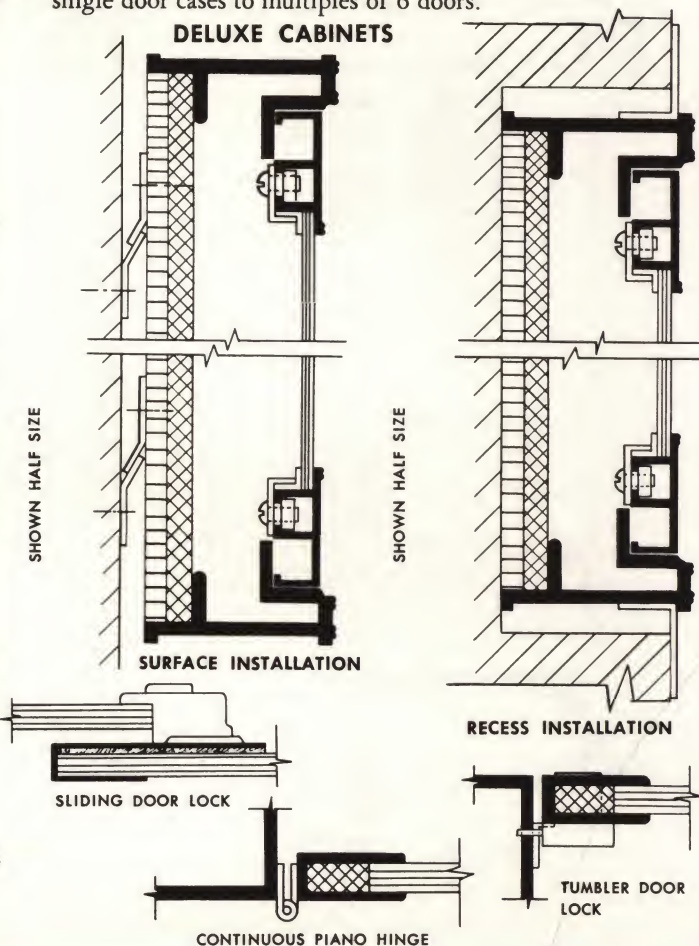 single door cases to multiples of 6 doors.
DELUXE CABINETS
SHOWN HALF SIZE
SHOWN HALF SIZE
SURFACE INSTALLATION
RECESS INSTALLATION
SLIDING DOOR LOCK
TUMBLER DOOR
LOCK
CONTINUOUS PIANO HINGE